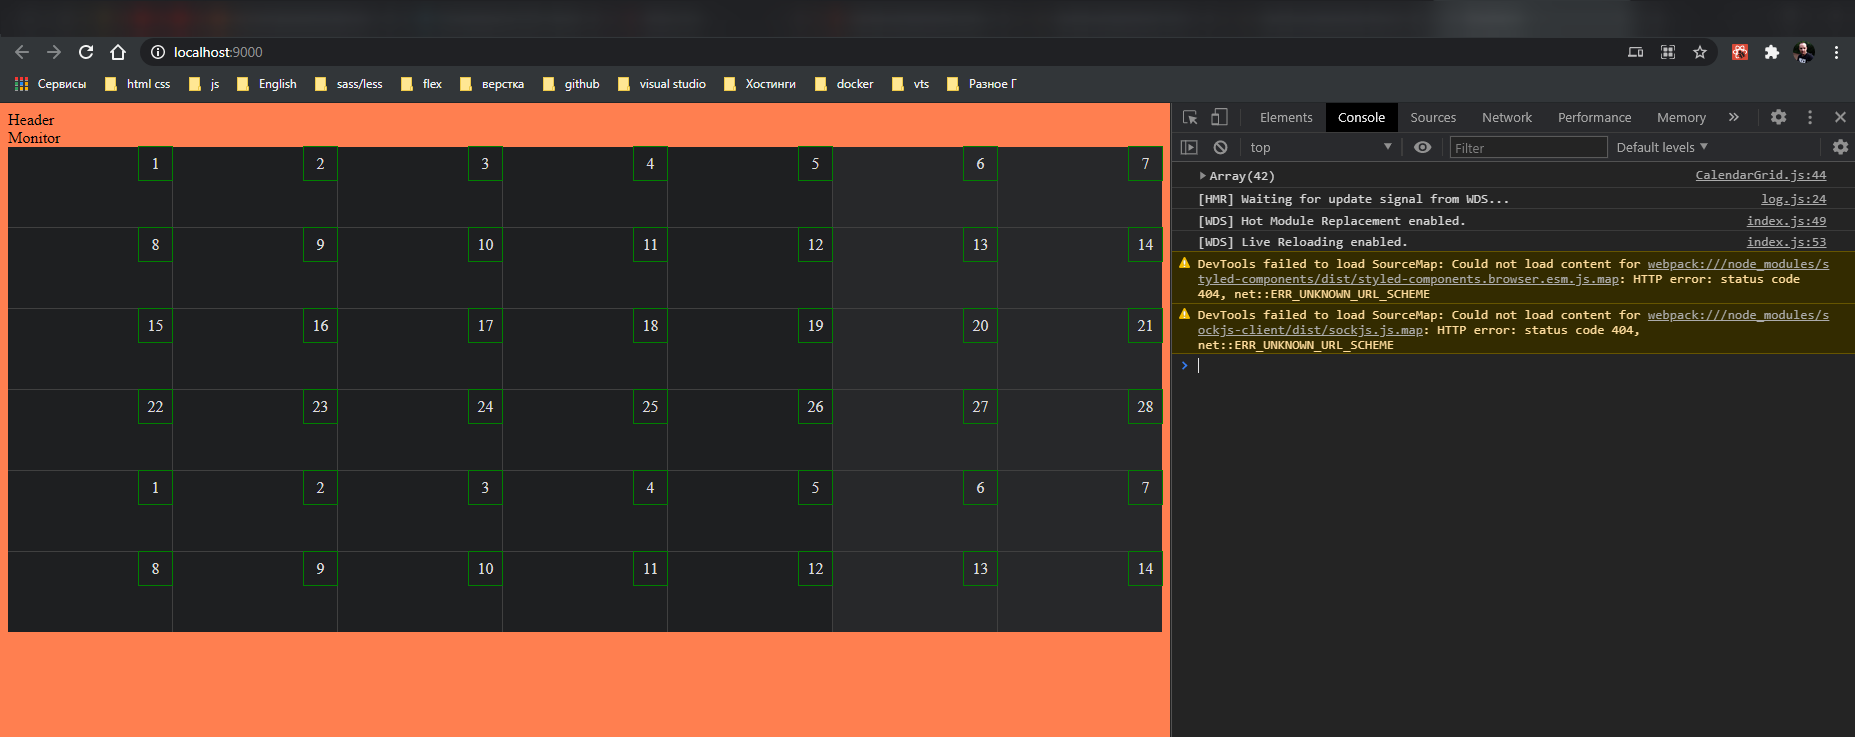 localhost:9000
Сервисы html css js English sass/less flex верстка github visual studio Хостинги docker vts Разное Г
Header
Monitor
1 2 3 4 5 6 7
8 9 10 11 12 13 14
15 16 17 18 19 20 21
22 23 24 25 26 27 28
1 2 3 4 5 6 7
8 9 10 11 12 13 14
Elements Console Sources Network Performance Memory »
top Filter Default levels
Array(42) CalendarGrid.js:44
[HMR] Waiting for update signal from WDS... log.js:24
[WDS] Hot Module Replacement enabled. index.js:49
[WDS] Live Reloading enabled. index.js:53
DevTools failed to load SourceMap: Could not load content for webpack:///node_modules/s
tyled-components/dist/styled-components.browser.esm.js.map: HTTP error: status code
404, net::ERR_UNKNOWN_URL_SCHEME
DevTools failed to load SourceMap: Could not load content for webpack:///node_modules/s
ockjs-client/dist/sockjs.js.map: HTTP error: status code 404,
net::ERR_UNKNOWN_URL_SCHEME